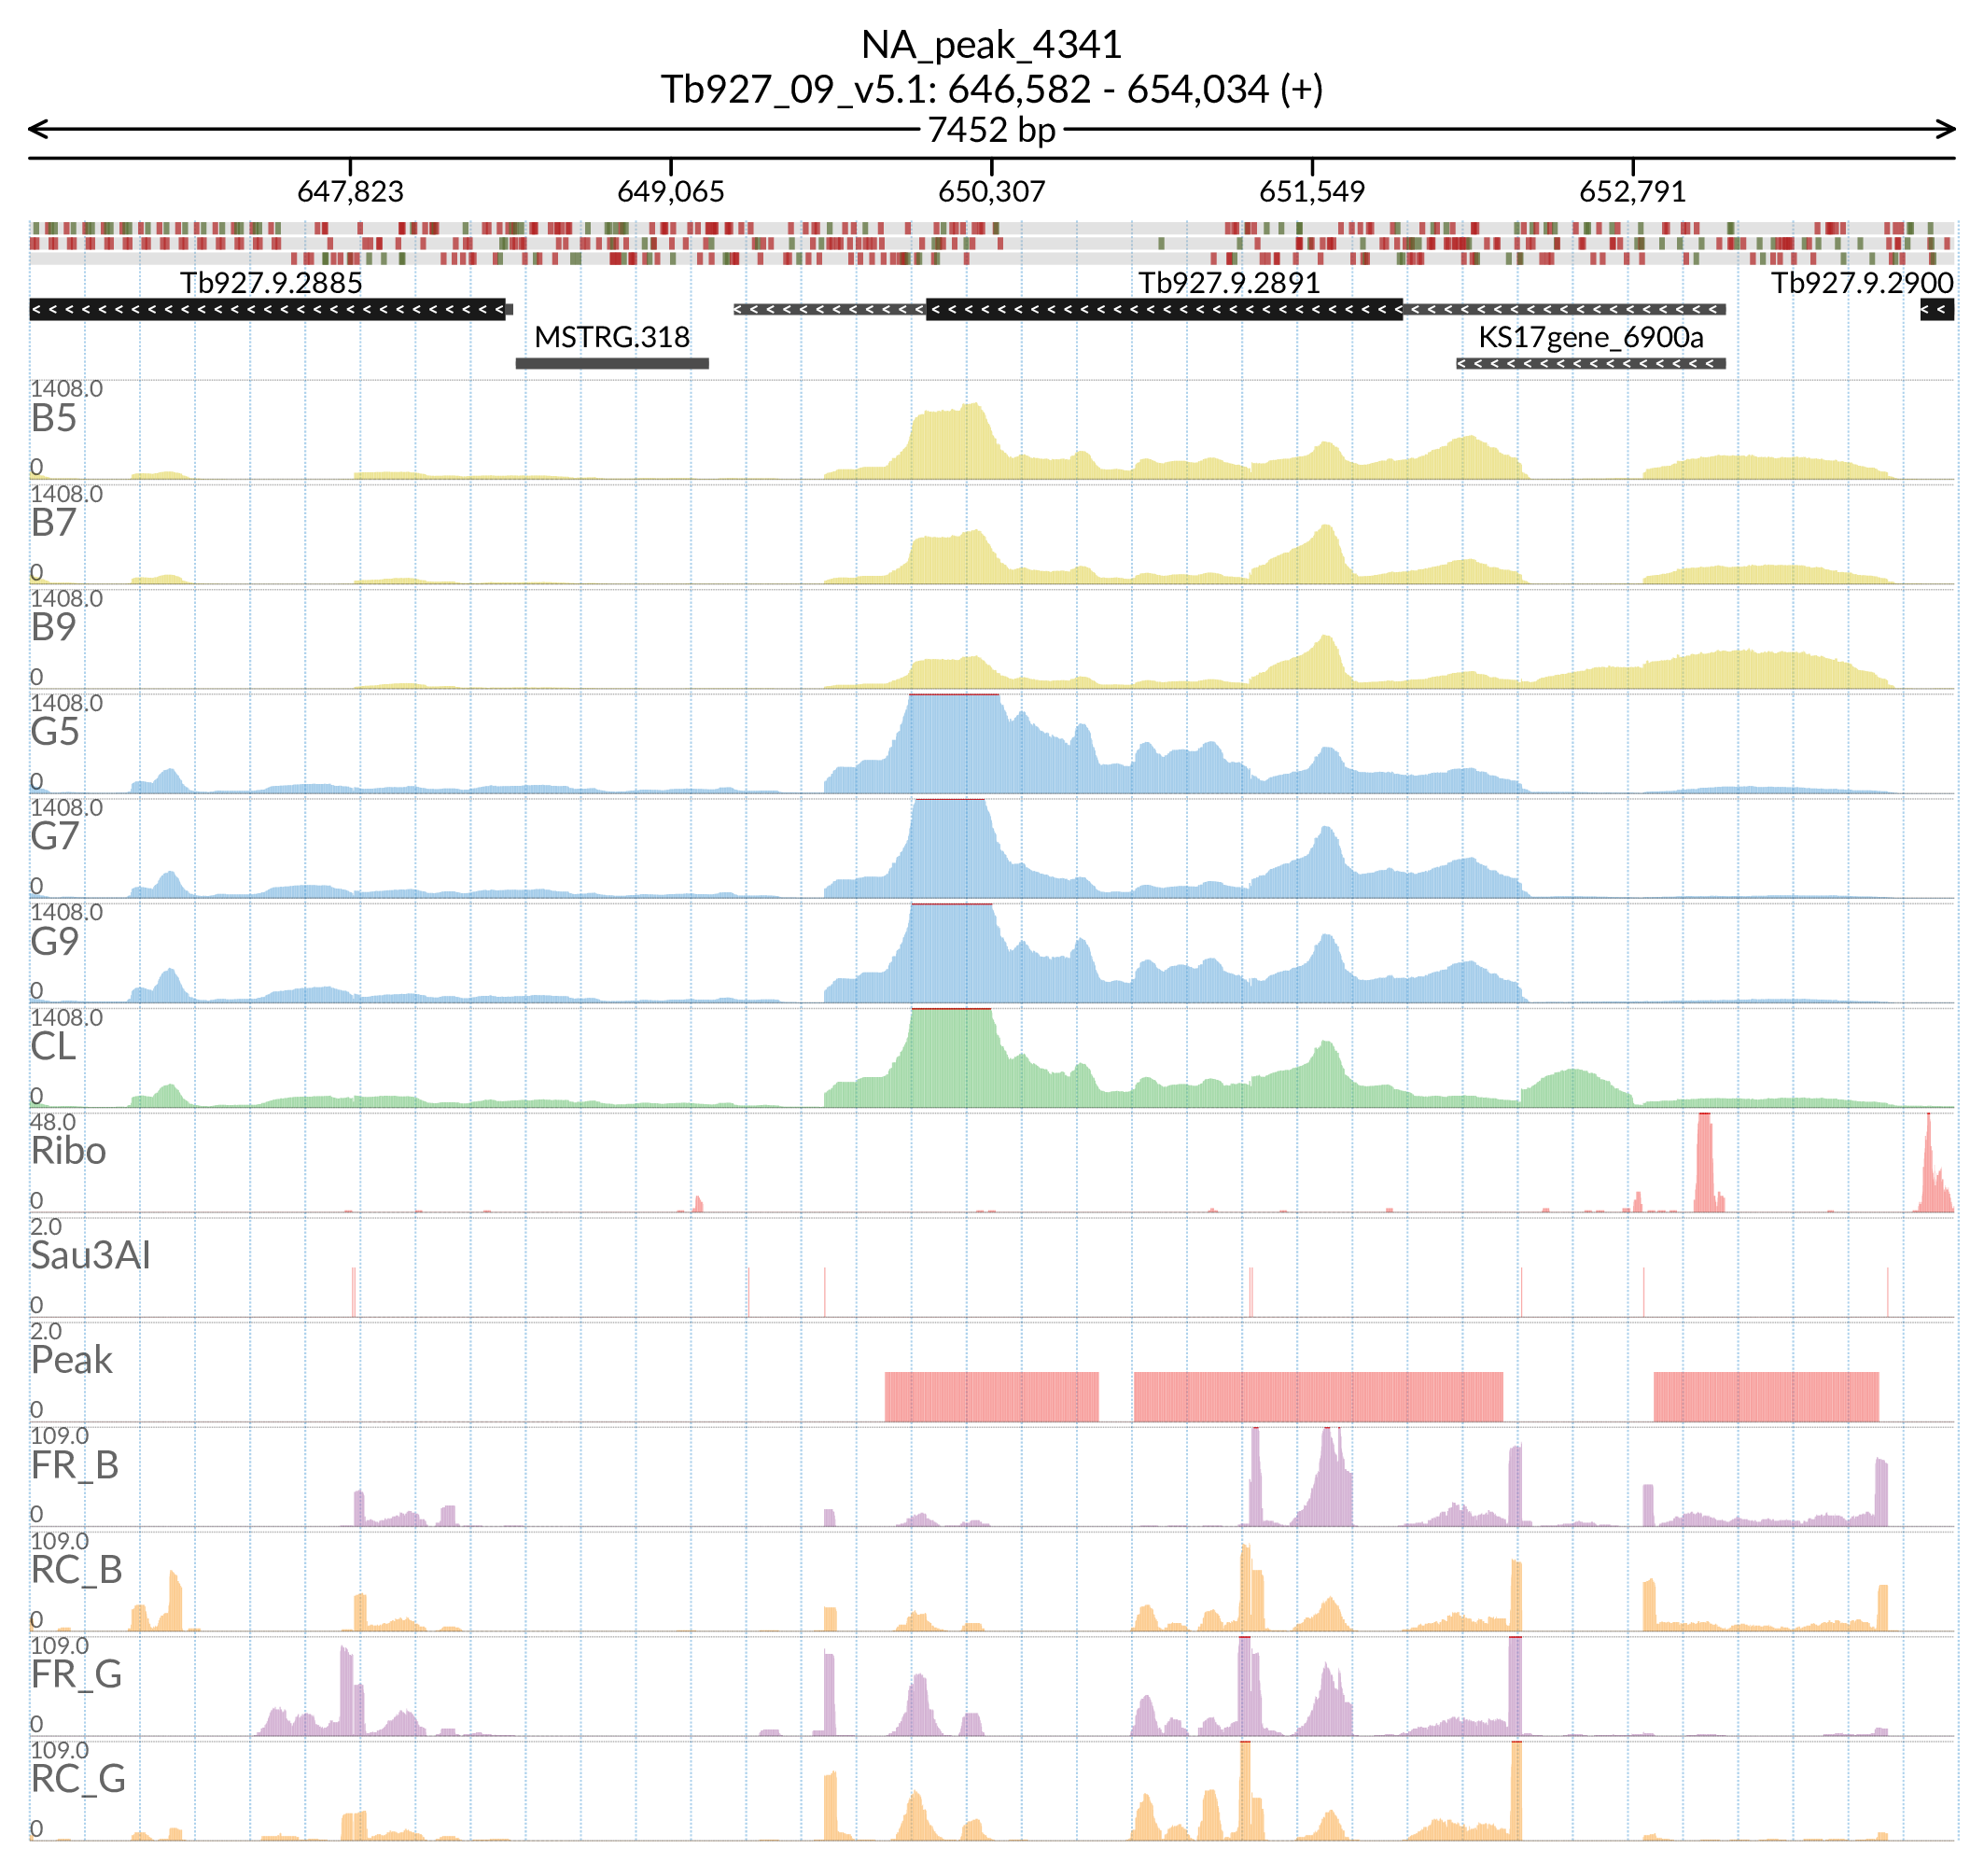 NA_peak_4341
Tb927_09_v5.1: 646,582 - 654,034 (+)
7452 bp
647,823 649,065 650,307 651,549 652,791
Tb927.9.2885 Tb927.9.2891 Tb927.9.2900
MSTRG.318 KS17gene_6900a
1408.0
B5
0
1408.0
B7
0
1408.0
B9
0
1408.0
G5
0
1408.0
G7
0
1408.0
G9
0
1408.0
CL
0
48.0
Ribo
0
2.0
Sau3AI
0
2.0
Peak
0
109.0
FR_B
0
109.0
RC_B
0
109.0
FR_G
0
109.0
RC_G
0